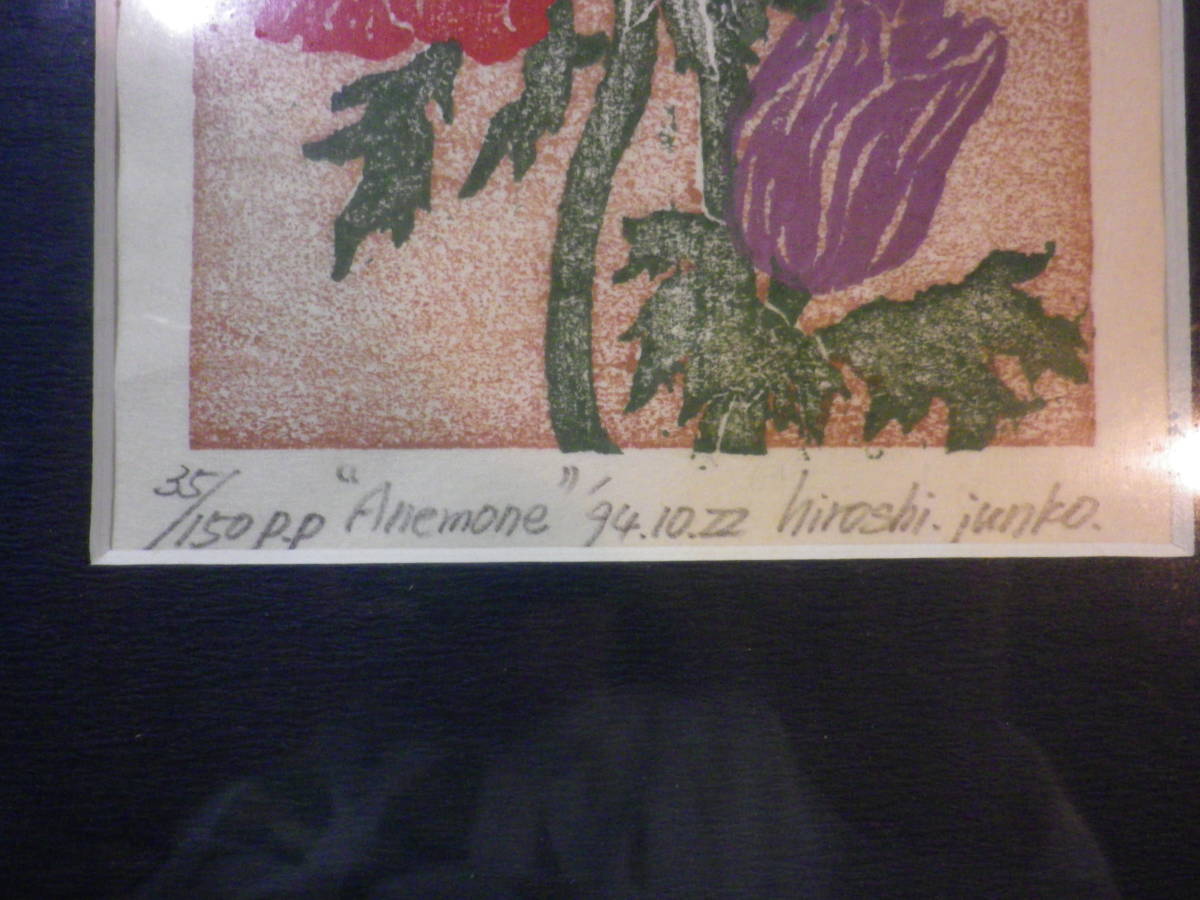 35/150 P.P "Anemone" '94.10.22 hiroshi. junko.